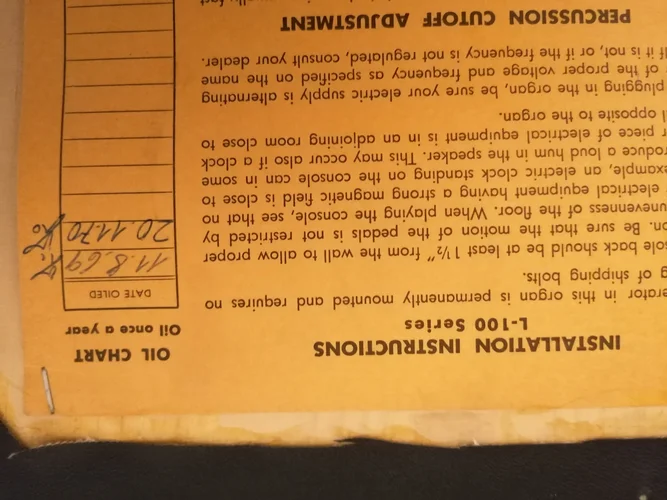 INSTALLATION INSTRUCTIONS
L-100 Series
erator in this organ is permanently mounted and requires no
g of shipping bolts.
sole back should be at least 1½" from the wall to allow proper
on. Be sure that the motion of the pedals is not restricted by
unevenness of the floor. When playing the console, see that no
electrical equipment having a strong magnetic field is close to
example, an electric clock standing on the console can in some
roduce a loud hum in the speaker. This may occur also if a clock
r piece of electrical equipment is in an adjoining room close to
l opposite to the organ.
plugging in the organ, be sure your electric supply is alternating
of the proper voltage and frequency as specified on the name
If it is not, or if the frequency is not regulated, consult your dealer.
PERCUSSION CUTOFF ADJUSTMENT
OIL CHART
Oil once a year
DATE OILED
11.8.69
20.11.70